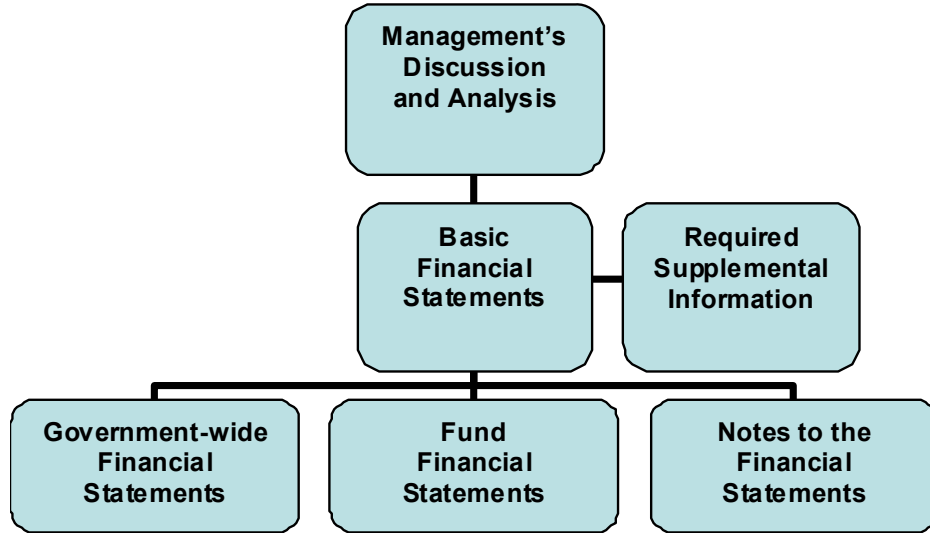 Management’s
Discussion
and Analysis
Basic
Financial
Statements
Required
Supplemental
Information
Government-wide
Financial
Statements
Fund
Financial
Statements
Notes to the
Financial
Statements